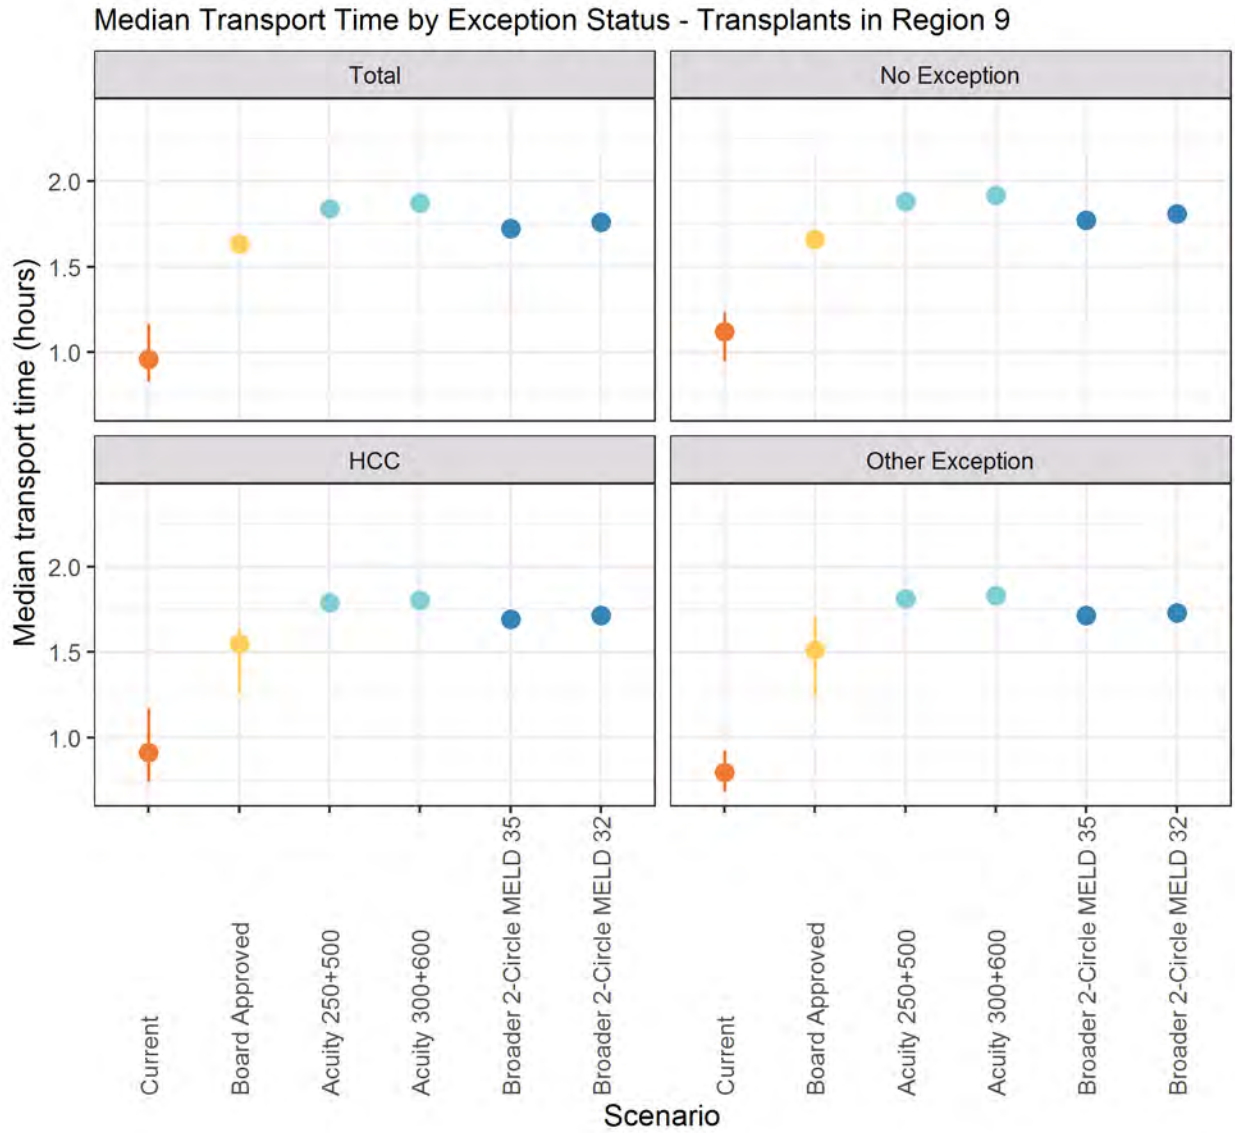 Median Transport Time by Exception Status - Transplants in Region 9
Total
No Exception
2.0
1.5
1.0
HCC
Other Exception
2.0
1.5
1.0
Median transport time (hours)
Current
Board Approved
Acuity 250+500
Acuity 300+600
Broader 2-Circle MELD 35
Broader 2-Circle MELD 32
Current
Board Approved
Acuity 250+500
Acuity 300+600
Broader 2-Circle MELD 35
Broader 2-Circle MELD 32
Scenario